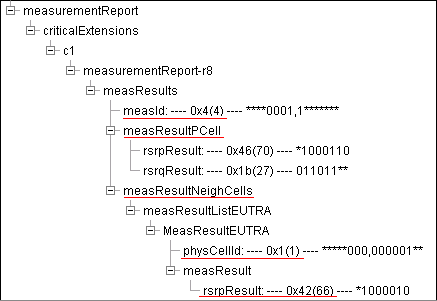 measurementReport
criticalExtensions
c1
measurementReport-r8
measResults
measId: ---- 0x4(4) ---- ****0001,1*******
measResultPCell
rsrpResult: ---- 0x46(70) ---- *1000110
rsrqResult: ---- 0x1b(27) ---- 011011**
measResultNeighCells
measResultListEUTRA
MeasResultEUTRA
physCellId: ---- 0x1(1) ---- *****000,000001**
measResult
rsrpResult: ---- 0x42(66) ---- *1000010